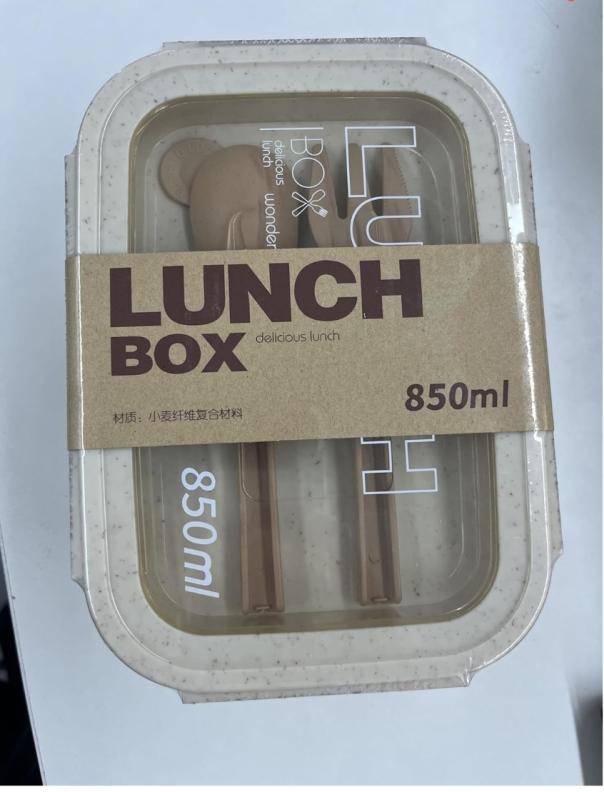 LUNCH
BOX
delicious lunch
材质：小麦纤维复合材料
850ml
BOX
delicious
lunch
wonder
850ml